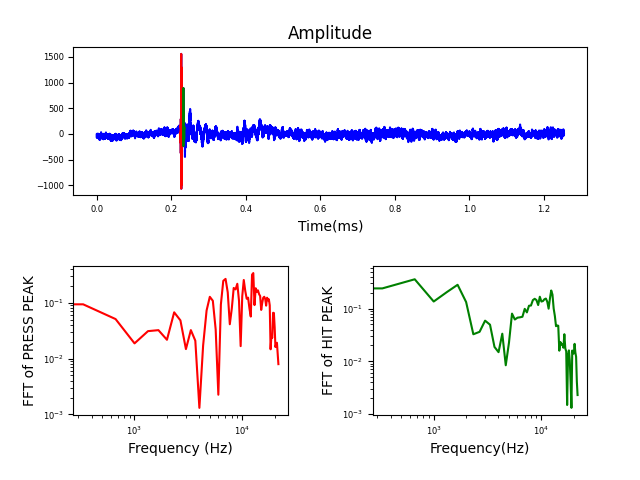 Amplitude
1500
1000
500
0
−500
−1000
0.0 0.2 0.4 0.6 0.8 1.0 1.2
Time(ms)
FFT of PRESS PEAK
10⁻¹
10⁻²
10⁻³
10³ 10⁴
Frequency (Hz)
FFT of HIT PEAK
10⁻¹
10⁻²
10⁻³
10³ 10⁴
Frequency(Hz)